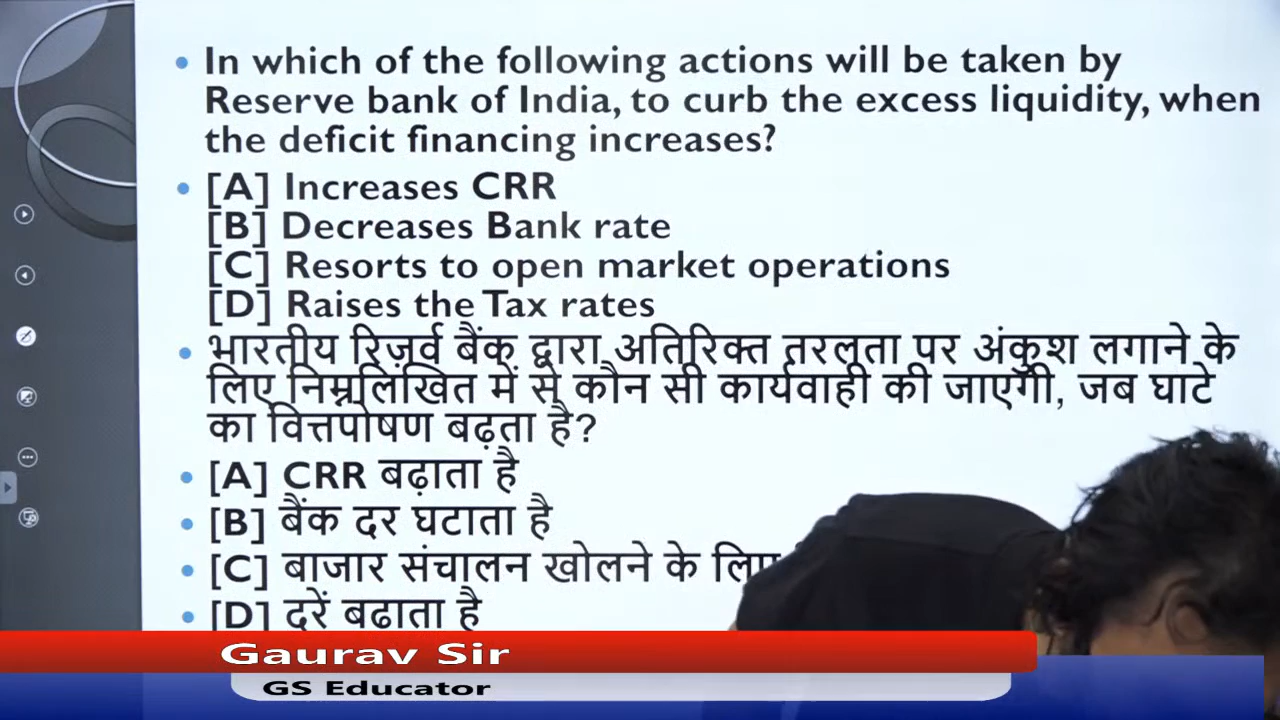 In which of the following actions will be taken by
Reserve bank of India, to curb the excess liquidity, when
the deficit financing increases?
[A] Increases CRR
[B] Decreases Bank rate
[C] Resorts to open market operations
[D] Raises the Tax rates
भारतीय रिज़र्व बैंक द्वारा अतिरिक्त तरलता पर अंकुश लगाने के
लिए निम्नलिखित में से कौन सी कार्यवाही की जाएगी, जब घाटे
का वित्तपोषण बढ़ता है?
[A] CRR बढ़ाता है
[B] बैंक दर घटाता है
[C] बाजार संचालन खोलने के लिए
[D] दरें बढाता है
Gaurav Sir
GS Educator